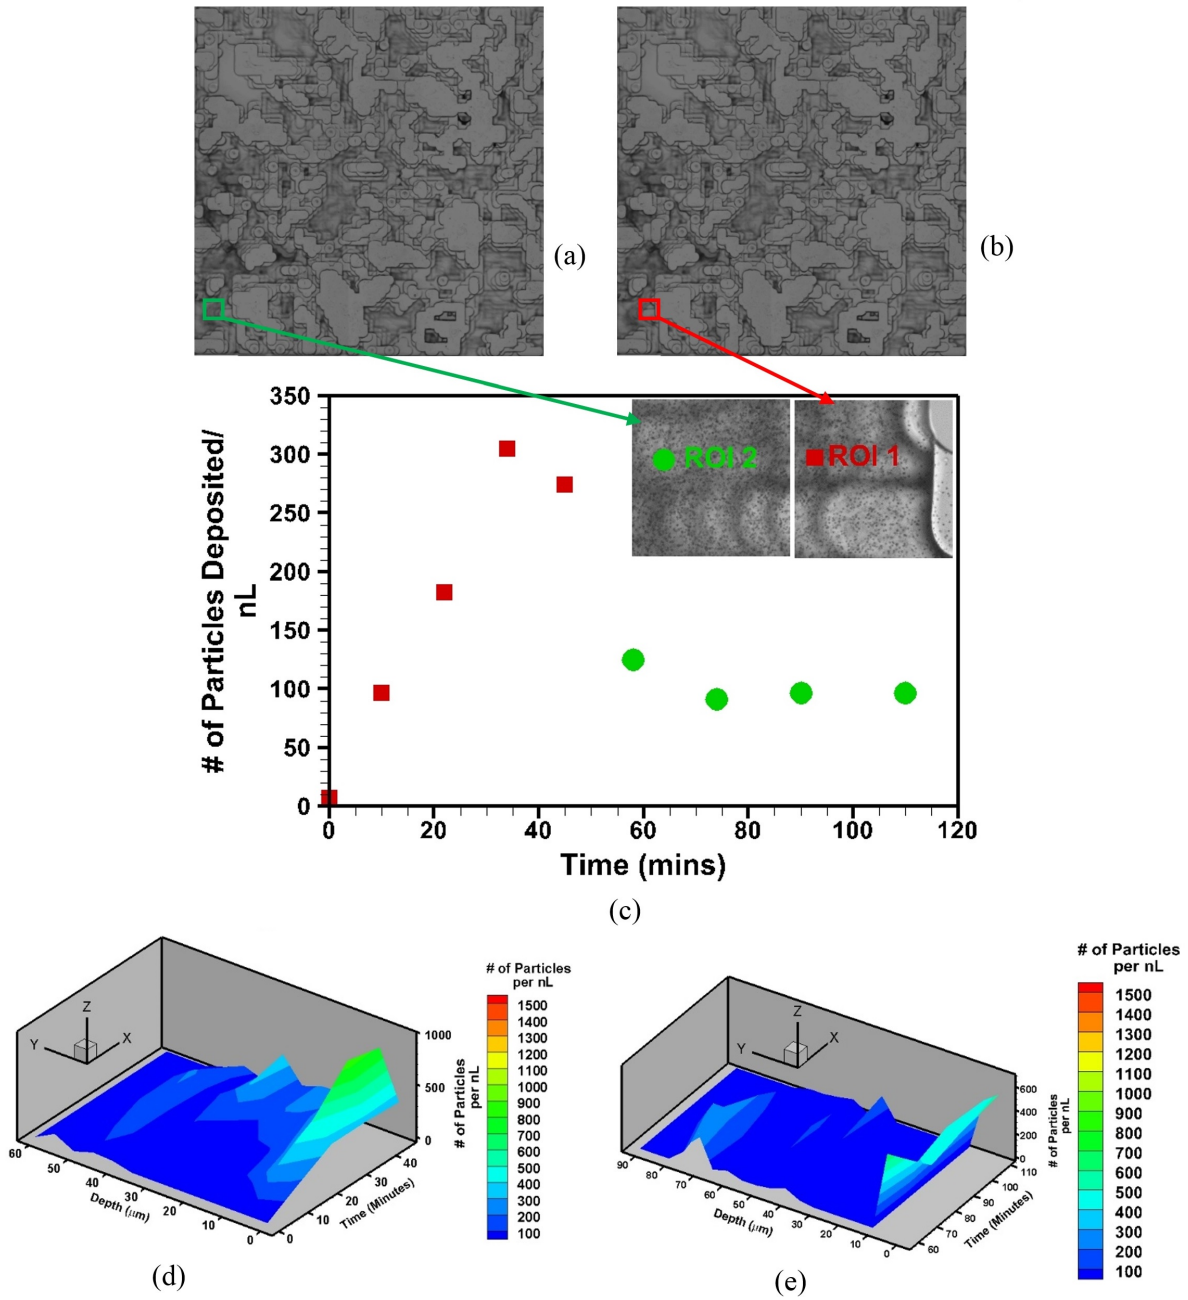 (a)
(b)
350
300
250
200
150
100
50
0
# of Particles Deposited/
nL
ROI 2
ROI 1
0 20 40 60 80 100 120
Time (mins)
(c)
# of Particles
per nL
1500
1400
1300
1200
1100
1000
900
800
700
600
500
400
300
200
100
Z
Y
X
1000
500
0
# of Particles
per nL
60
50
40
30
20
10
0
Depth (μm)
0
10
20
30
40
Time (Minutes)
(d)
# of Particles
per nL
1500
1400
1300
1200
1100
1000
900
800
700
600
500
400
300
200
100
Z
Y
X
600
400
200
0
# of Particles
per nL
90
80
70
60
50
40
30
20
10
0
Depth (μm)
60
70
80
90
100
110
Time (Minutes)
(e)